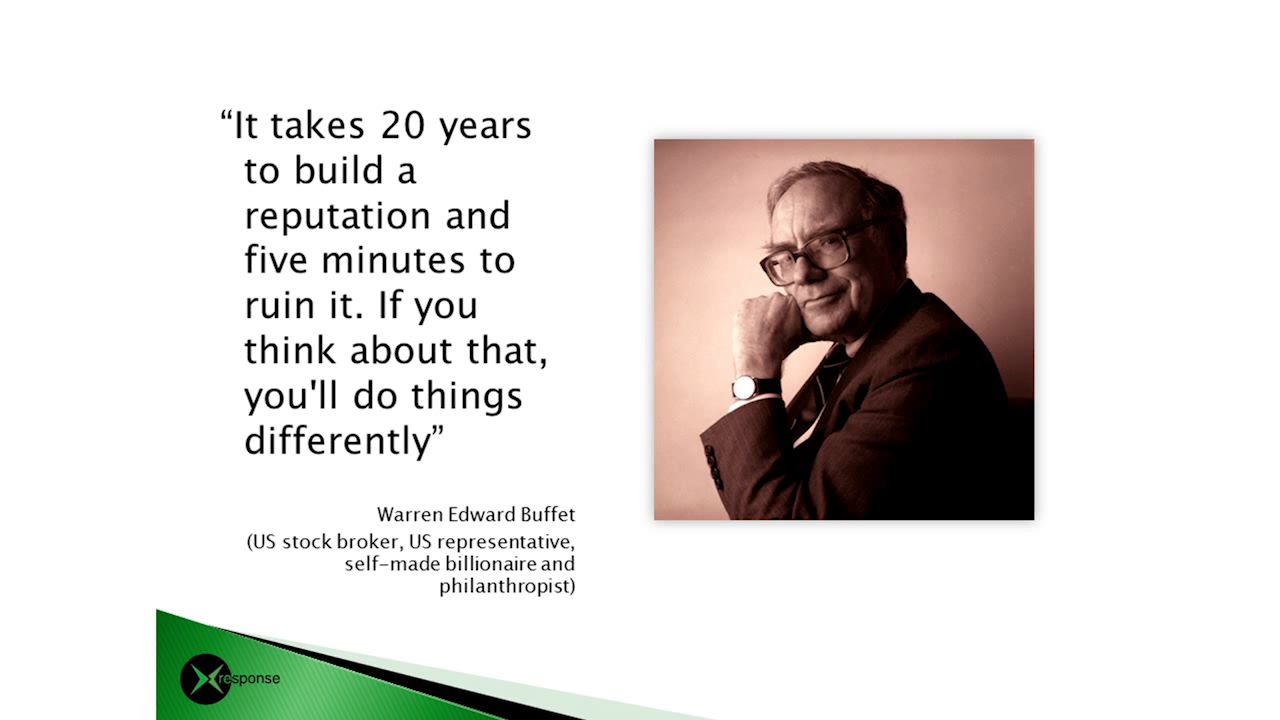 “It takes 20 years
to build a
reputation and
five minutes to
ruin it. If you
think about that,
you'll do things
differently”
Warren Edward Buffet
(US stock broker, US representative,
self-made billionaire and
philanthropist)
response